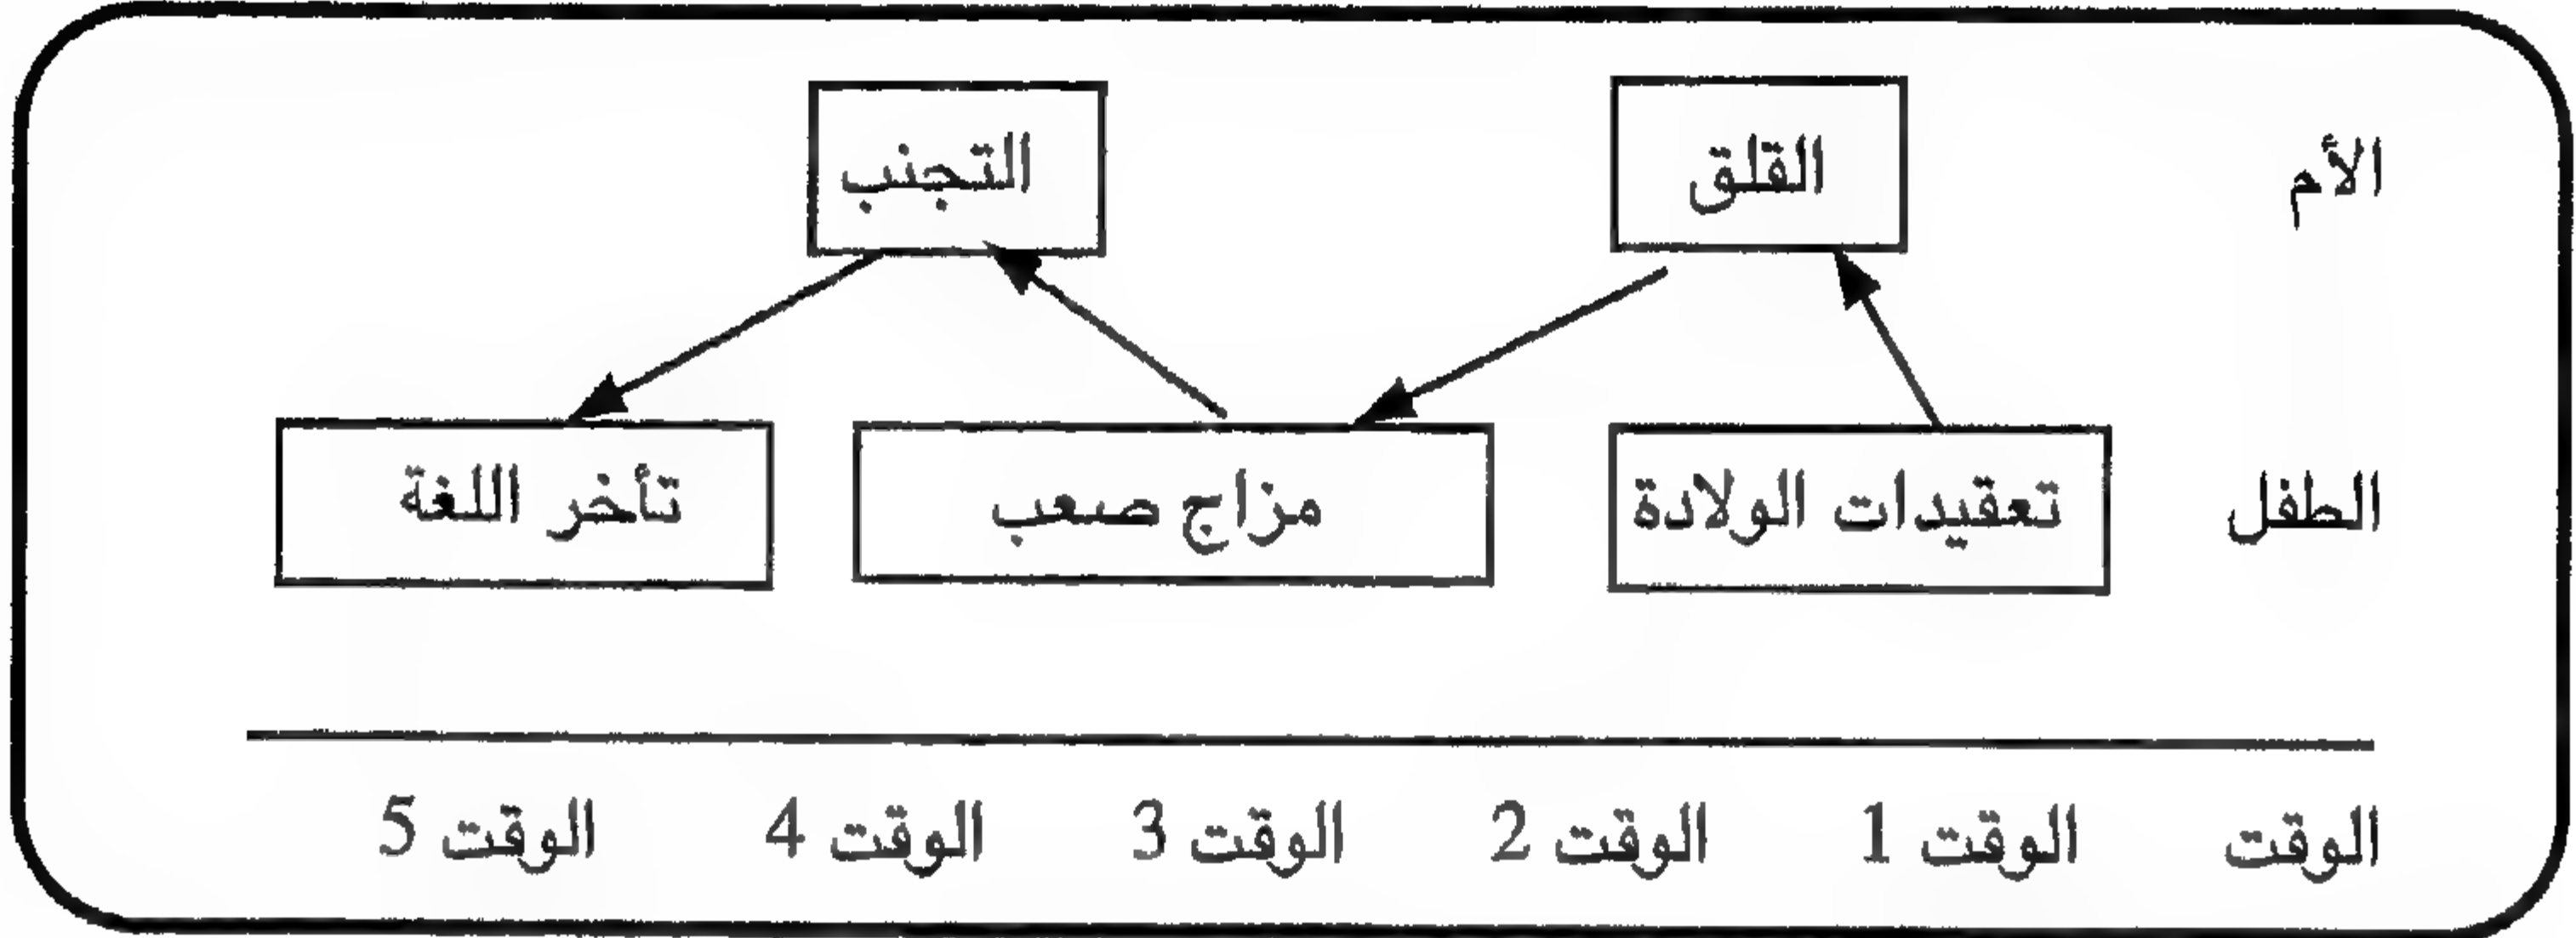 الأم القلق التجنب
الطفل تعقيدات الولادة مزاج صعب تأخر اللغة
الوقت الوقت 1 الوقت 2 الوقت 3 الوقت 4 الوقت 5